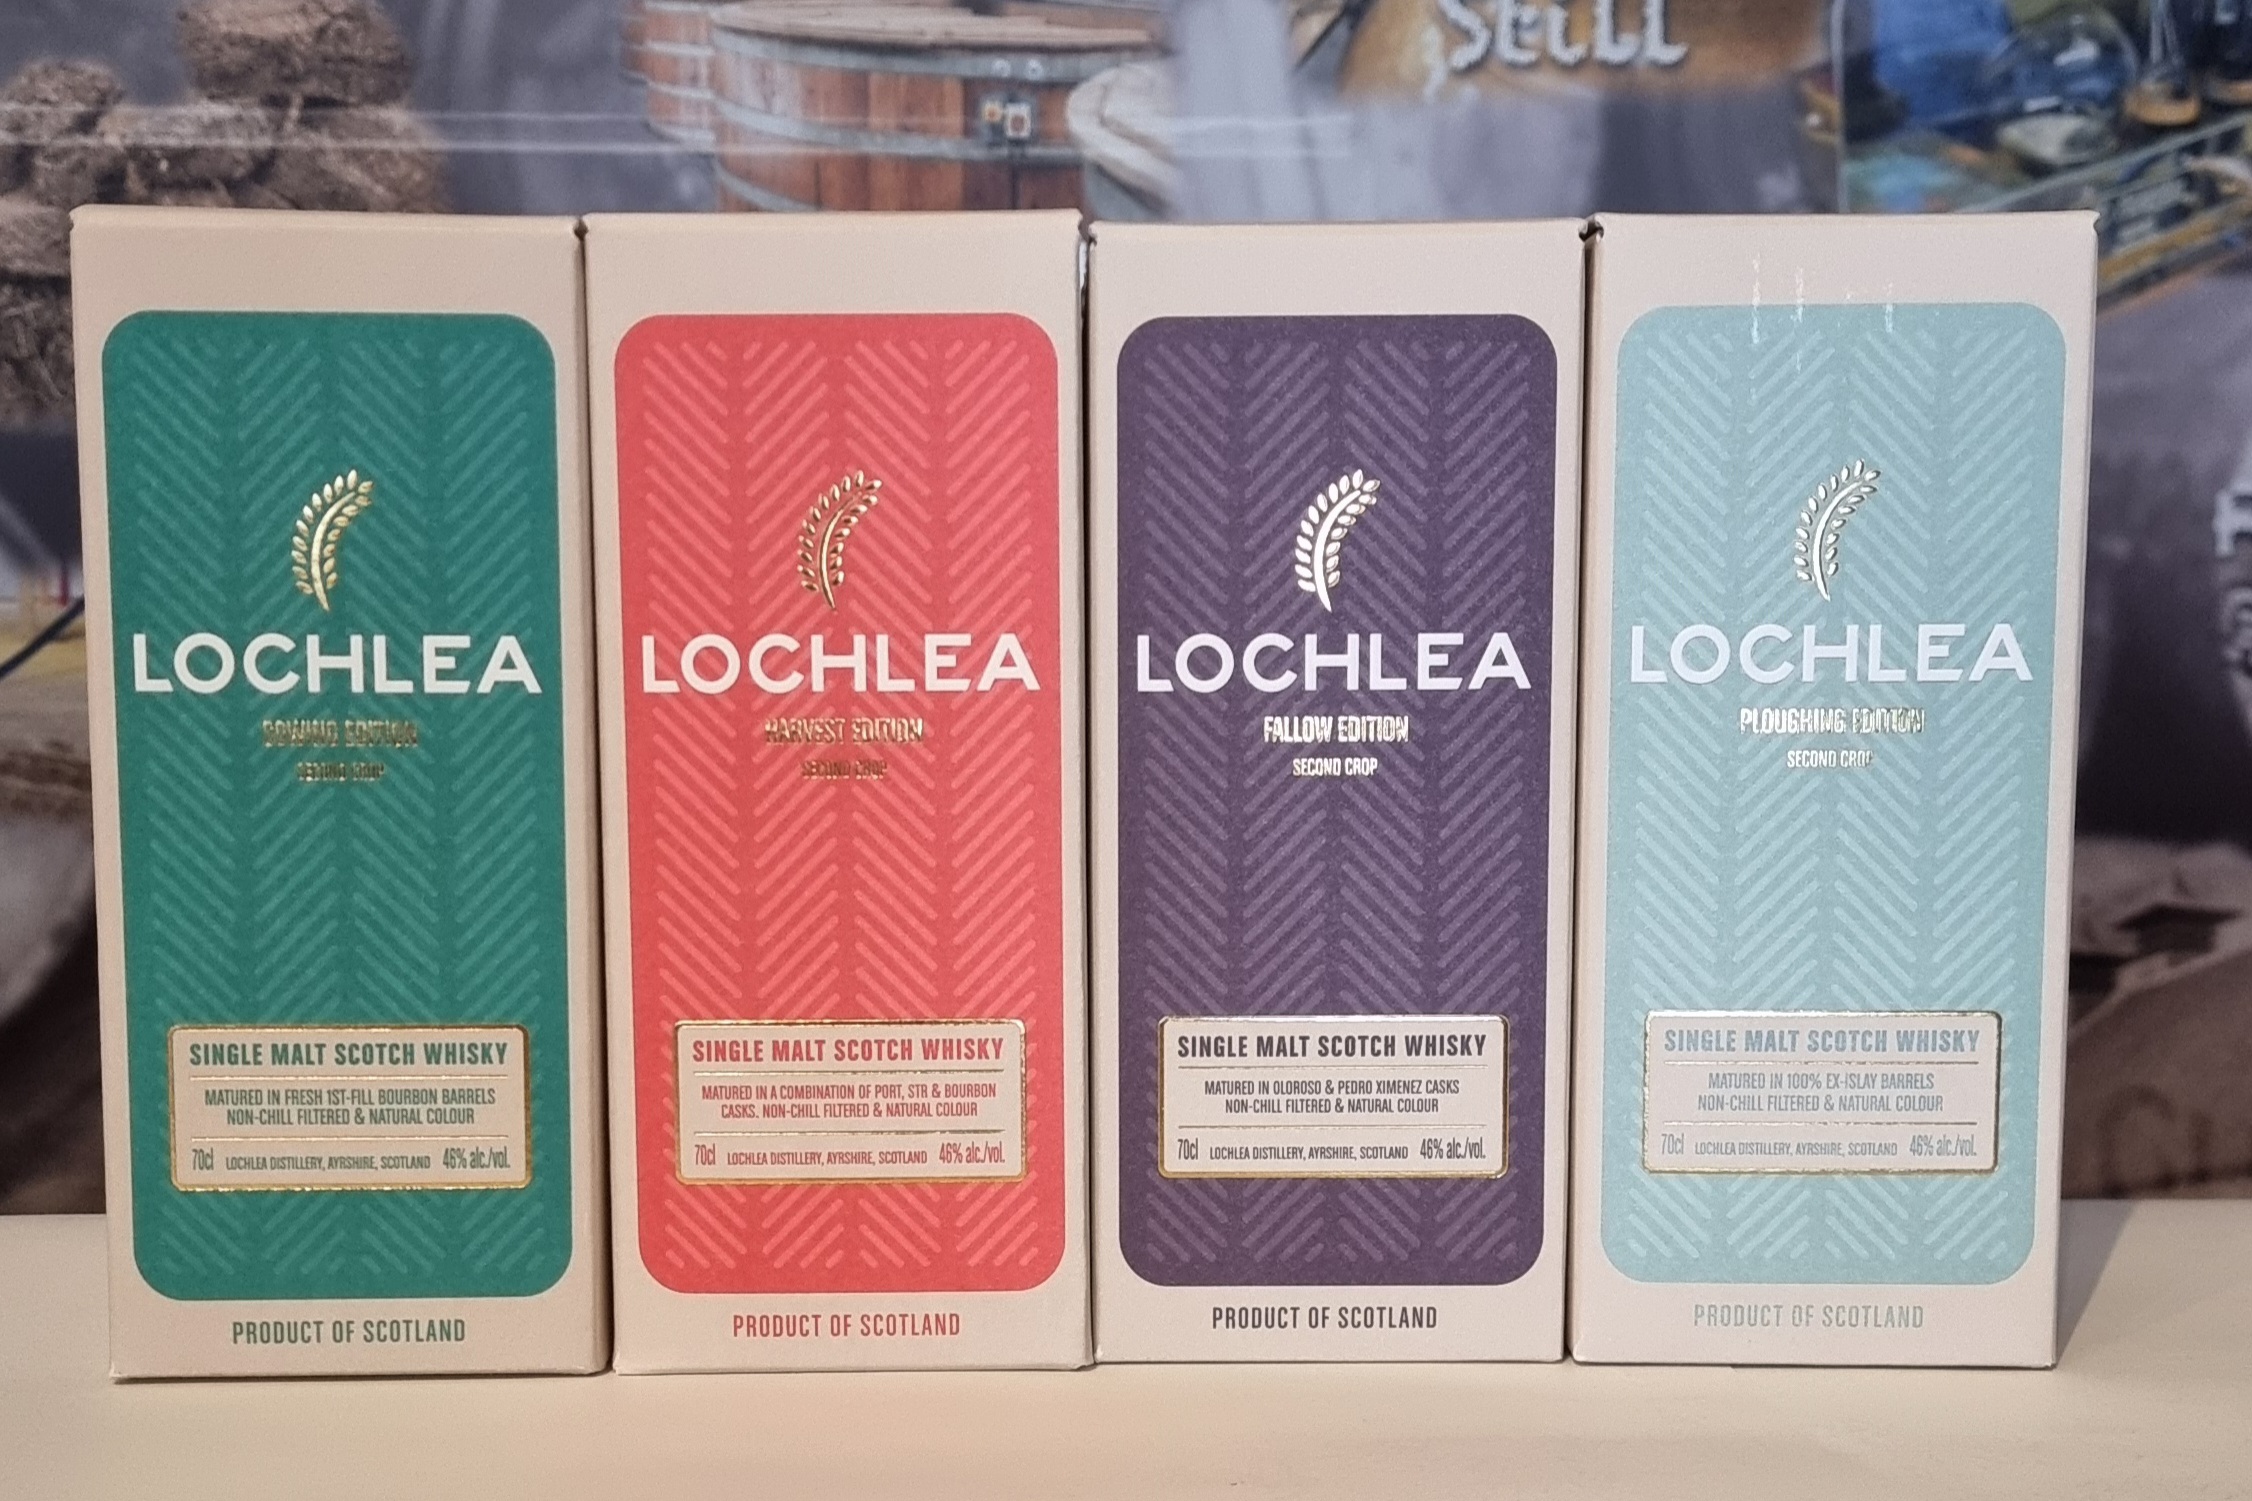 Still
LOCHLEA
SOWING EDITION
SECOND CROP
SINGLE MALT SCOTCH WHISKY
MATURED IN FRESH 1ST-FILL BOURBON BARRELS
NON-CHILL FILTERED & NATURAL COLOUR
70cl LOCHLEA DISTILLERY, AYRSHIRE, SCOTLAND 46% alc./vol.
PRODUCT OF SCOTLAND
LOCHLEA
HARVEST EDITION
SECOND CROP
SINGLE MALT SCOTCH WHISKY
MATURED IN A COMBINATION OF PORT, STR & BOURBON
CASKS. NON-CHILL FILTERED & NATURAL COLOUR
70cl LOCHLEA DISTILLERY, AYRSHIRE, SCOTLAND 46% alc./vol.
PRODUCT OF SCOTLAND
LOCHLEA
FALLOW EDITION
SECOND CROP
SINGLE MALT SCOTCH WHISKY
MATURED IN OLOROSO & PEDRO XIMENEZ CASKS
NON-CHILL FILTERED & NATURAL COLOUR
70cl LOCHLEA DISTILLERY, AYRSHIRE, SCOTLAND 46% alc./vol.
PRODUCT OF SCOTLAND
LOCHLEA
PLOUGHING EDITION
SECOND CROP
SINGLE MALT SCOTCH WHISKY
MATURED IN 100% EX-ISLAY BARRELS
NON-CHILL FILTERED & NATURAL COLOUR
70cl LOCHLEA DISTILLERY, AYRSHIRE, SCOTLAND 46% alc./vol.
PRODUCT OF SCOTLAND